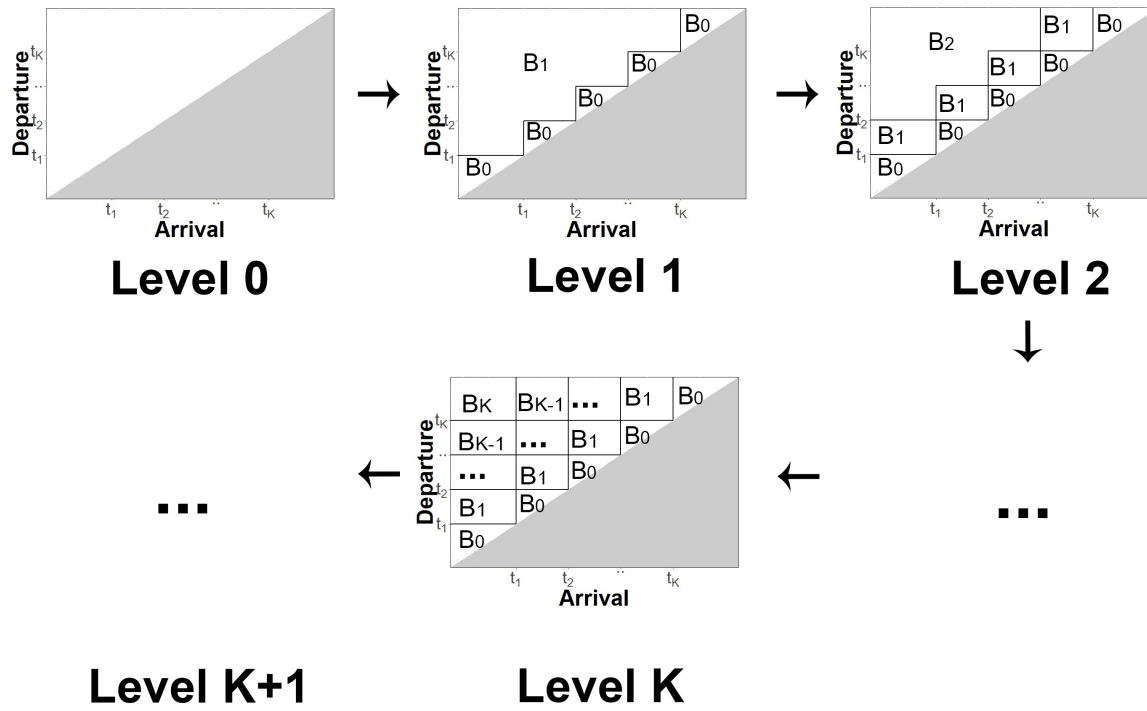 Departure
tK
..
t2
t1
t1 t2 .. tK
Arrival
Level 0
→
Departure
B0
tK B1 B0
.. B0
t2 B0
t1 B0
t1 t2 .. tK
Arrival
Level 1
→
Departure
B2 B1 B0
tK B1 B0
.. B1 B0
t2 B1 B0
t1 B0
t1 t2 .. tK
Arrival
Level 2
↓
...
←
Departure
BK BK-1 ... B1 B0
tK BK-1 ... B1 B0
.. ... B1 B0
t2 B1 B0
t1 B0
t1 t2 .. tK
Arrival
Level K
←
...
Level K+1